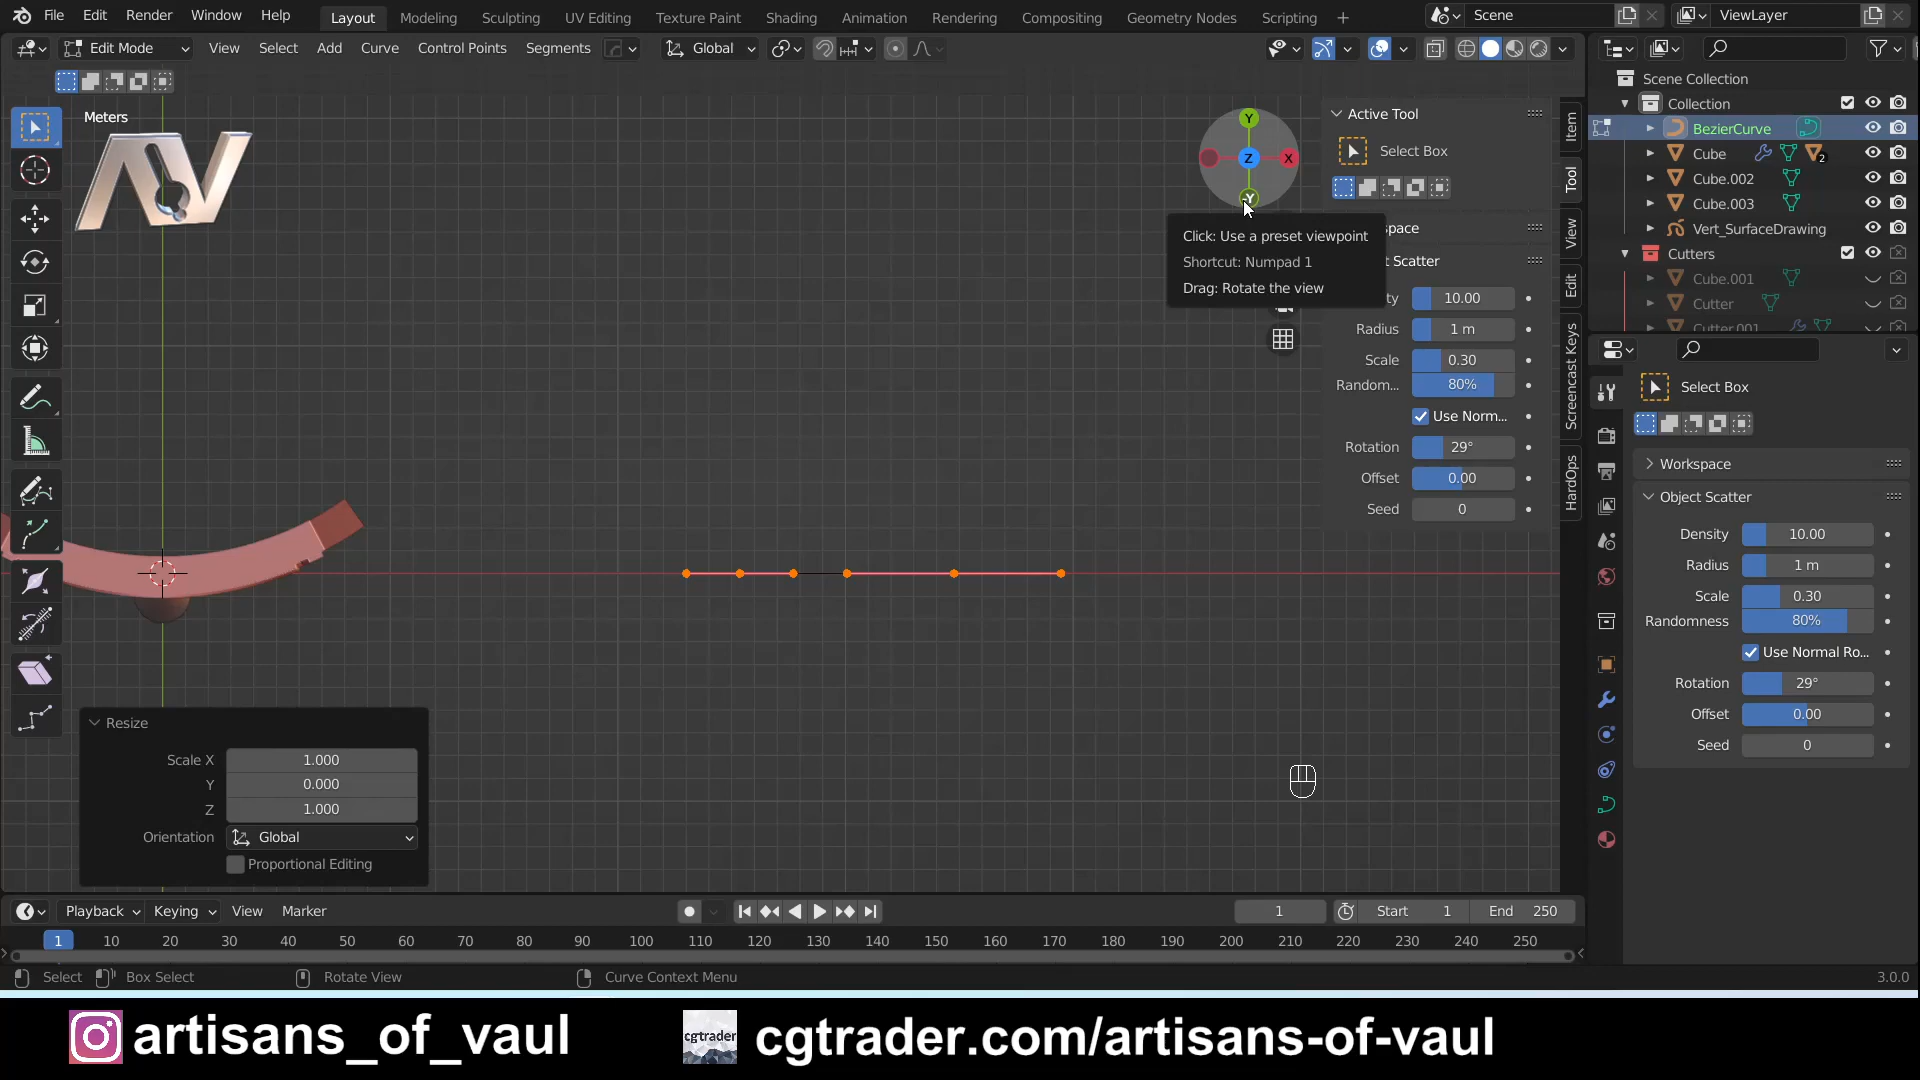 File Edit Render Window Help Layout Modeling Sculpting UV Editing Texture Paint Shading Animation Rendering Compositing Geometry Nodes Scripting + Scene ViewLayer
Edit Mode View Select Add Curve Control Points Segments Global
Scene Collection
Meters
Collection
Y
Active Tool
BezierCurve
Item
Select Box
Cube 2
Z X
Tool
Cube.002
Y
Cube.003
pace
Vert_SurfaceDrawing
View
Click: Use a preset viewpoint
Cutters
t Scatter
Shortcut: Numpad 1
Cube.001
Edit
Drag: Rotate the view
ty 10.00
Cutter
Radius 1 m
Cutter.001
Scale 0.30
Random... 80%
Screencast Keys
Select Box
Use Norm...
Rotation 29°
Workspace
Offset 0.00
HardOps
Object Scatter
Seed 0
Density 10.00
Radius 1 m
Scale 0.30
Randomness 80%
Use Normal Ro...
Rotation 29°
Offset 0.00
Seed 0
Resize
Scale X 1.000
Y 0.000
Z 1.000
Orientation Global
Proportional Editing
Playback Keying View Marker 1 Start 1 End 250
1 10 20 30 40 50 60 70 80 90 100 110 120 130 140 150 160 170 180 190 200 210 220 230 240 250
Select Box Select Rotate View Curve Context Menu 3.0.0
artisans_of_vaul cgtrader cgtrader.com/artisans-of-vaul